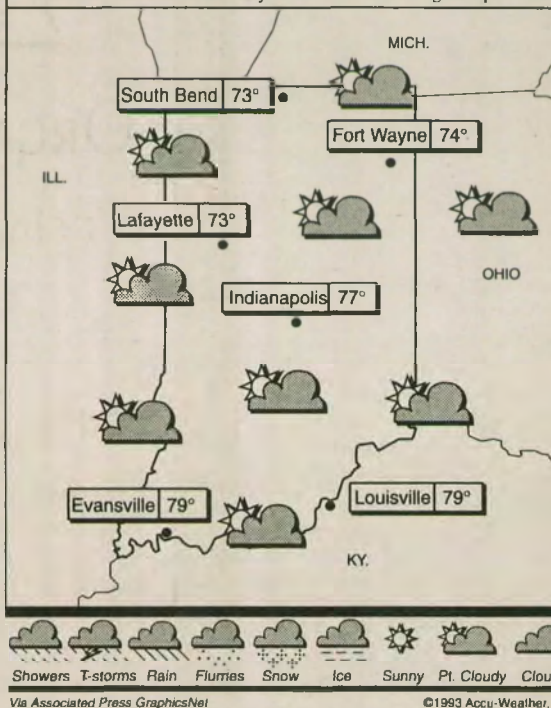 MICH.
South Bend 73°
Fort Wayne 74°
ILL.
Lafayette 73°
OHIO
Indianapolis 77°
Evansville 79°
Louisville 79°
KY.
Showers T-storms Rain Flurries Snow Ice Sunny Pt. Cloudy Clou
Via Associated Press GraphicsNet ©1993 Accu-Weather,